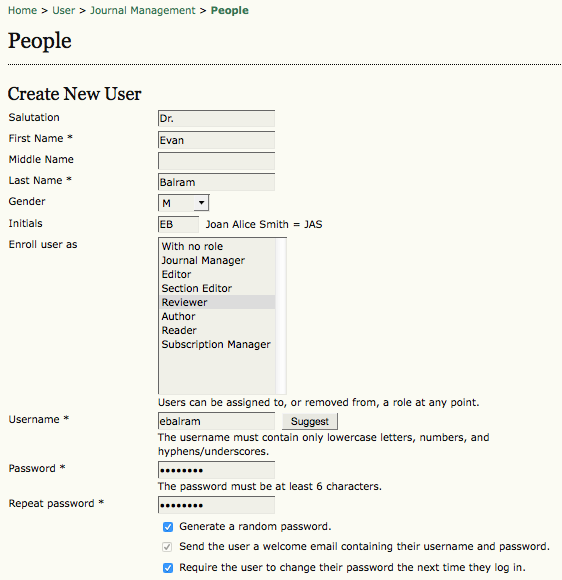 Home > User > Journal Management > People
People
Create New User
Salutation Dr.
First Name * Evan
Middle Name
Last Name * Balram
Gender M
Initials EB Joan Alice Smith = JAS
Enroll user as
With no role
Journal Manager
Editor
Section Editor
Reviewer
Author
Reader
Subscription Manager
Users can be assigned to, or removed from, a role at any point.
Username * ebalram Suggest
The username must contain only lowercase letters, numbers, and
hyphens/underscores.
Password * ••••••••
The password must be at least 6 characters.
Repeat password * ••••••••
Generate a random password.
Send the user a welcome email containing their username and password.
Require the user to change their password the next time they log in.